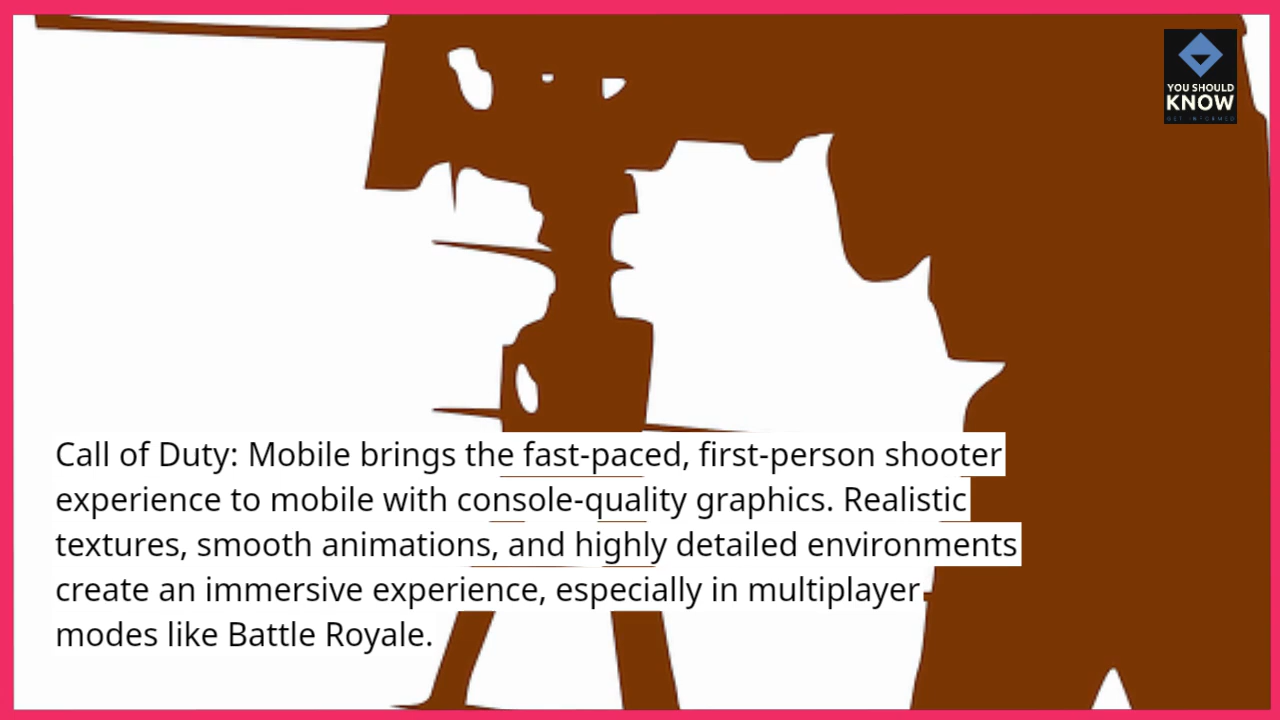 YOU SHOULD
KNOW
GET INFORMED
Call of Duty: Mobile brings the fast-paced, first-person shooter
experience to mobile with console-quality graphics. Realistic
textures, smooth animations, and highly detailed environments
create an immersive experience, especially in multiplayer
modes like Battle Royale.